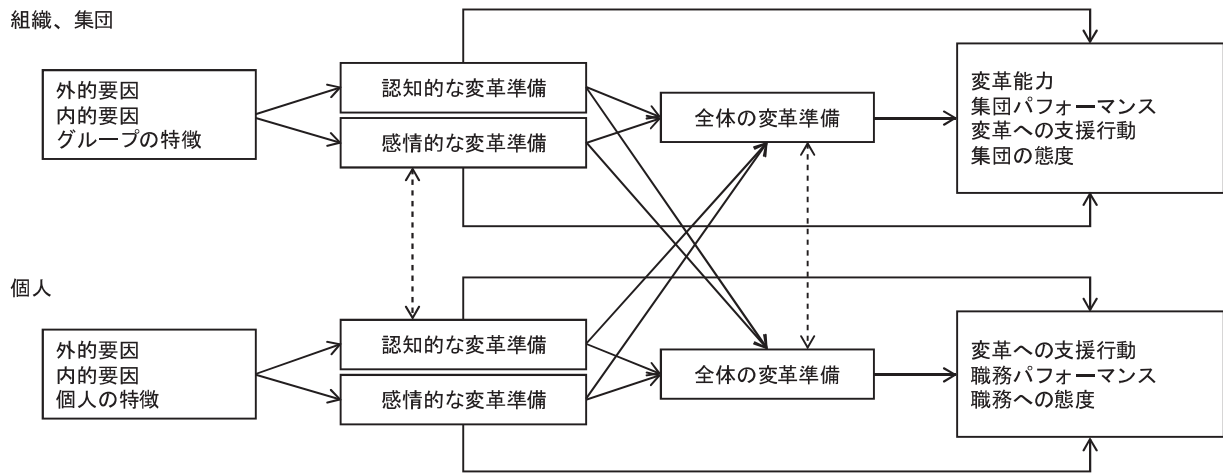 組織、集団
外的要因
内的要因
グループの特徴
認知的な変革準備
感情的な変革準備
全体の変革準備
変革能力
集団パフォーマンス
変革への支援行動
集団の態度
個人
外的要因
内的要因
個人の特徴
認知的な変革準備
感情的な変革準備
全体の変革準備
変革への支援行動
職務パフォーマンス
職務への態度